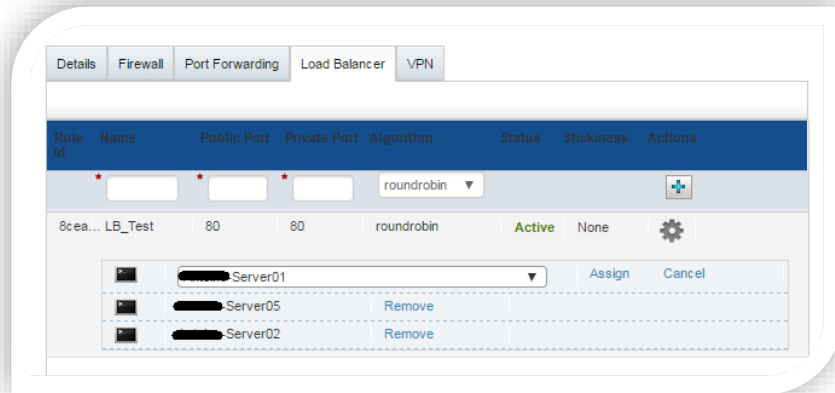 Details Firewall Port Forwarding Load Balancer VPN
Rule Id Name Public Port Private Port Algorithm Status Stickiness Actions
* * * roundrobin
8cea... LB_Test 80 80 roundrobin Active None
-Server01 Assign Cancel
-Server05 Remove
-Server02 Remove